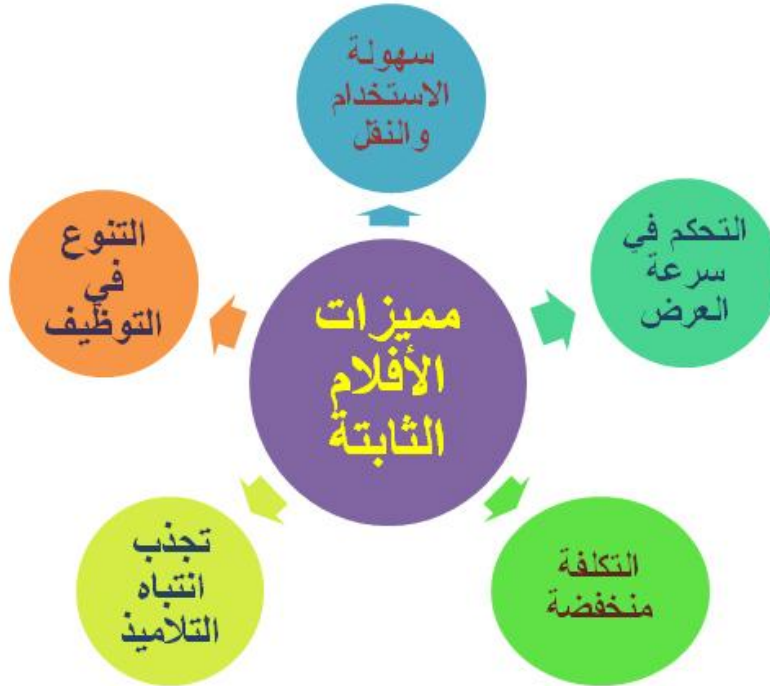 سهولة
الاستخدام
والنقل
التحكم في
سرعة
العرض
التنوع
في
التوظيف
مميزات
الأفلام
الثابتة
التكلفة
منخفضة
تجذب
انتباه
التلاميذ